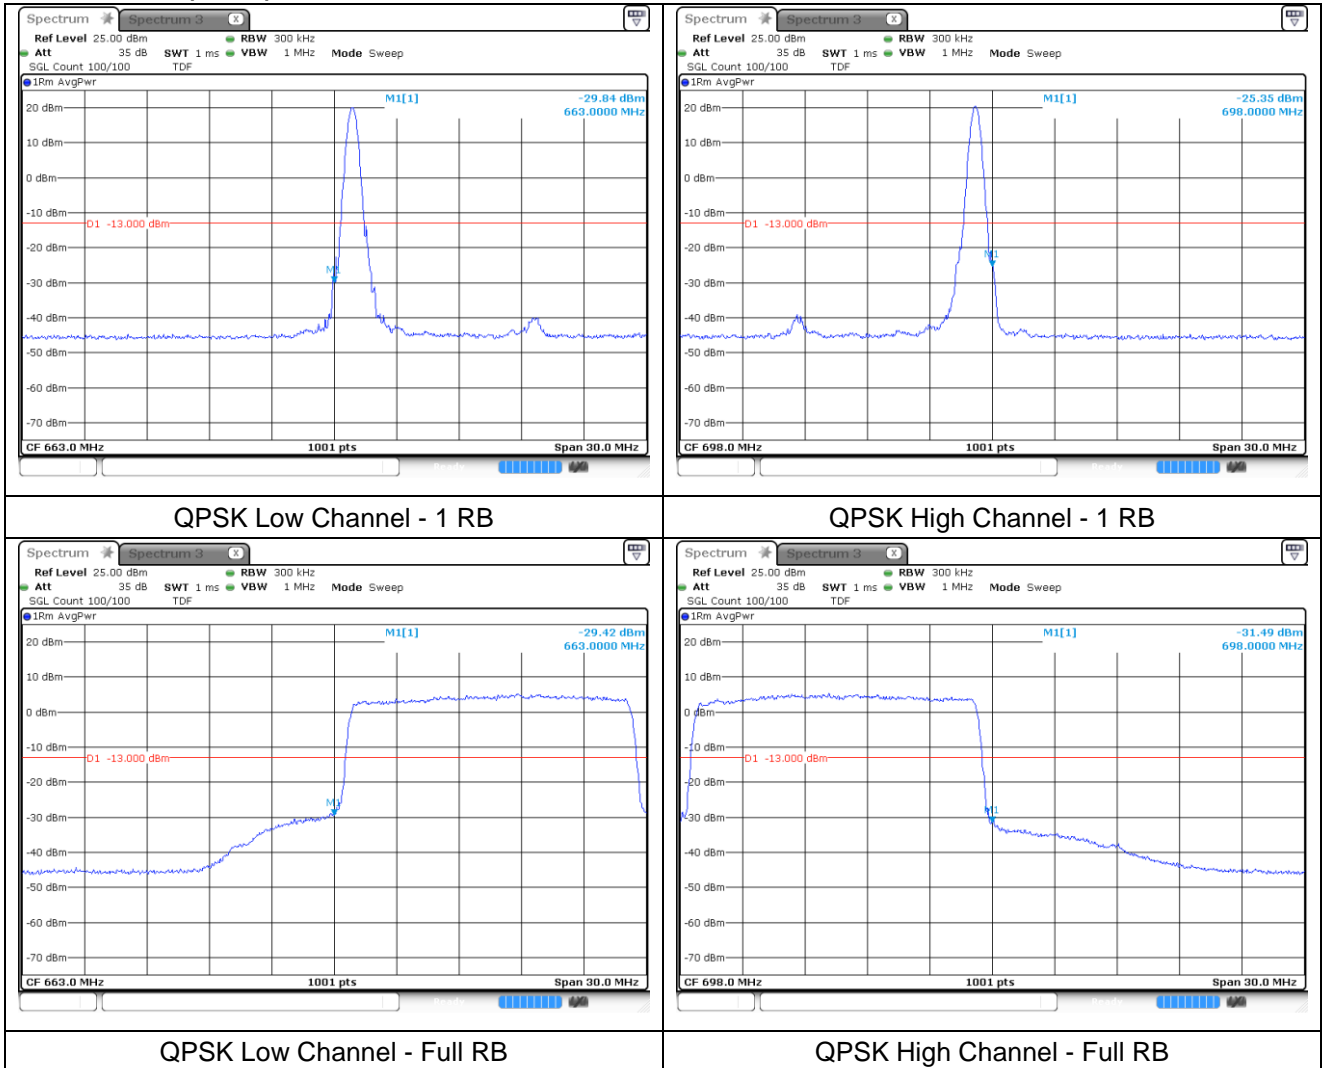 Spectrum Spectrum 3 X
Ref Level 25.00 dBm RBW 300 kHz
Att 35 dB SWT 1 ms VBW 1 MHz Mode Sweep
SGL Count 100/100 TDF
1Rm AvgPwr
M1[1] -29.84 dBm
663.0000 MHz
20 dBm
10 dBm
0 dBm
-10 dBm
D1 -13.000 dBm
-20 dBm
M1
-30 dBm
-40 dBm
-50 dBm
-60 dBm
-70 dBm
CF 663.0 MHz 1001 pts Span 30.0 MHz
Ready
QPSK Low Channel - 1 RB
Spectrum Spectrum 3 X
Ref Level 25.00 dBm RBW 300 kHz
Att 35 dB SWT 1 ms VBW 1 MHz Mode Sweep
SGL Count 100/100 TDF
1Rm AvgPwr
M1[1] -25.35 dBm
698.0000 MHz
20 dBm
10 dBm
0 dBm
-10 dBm
D1 -13.000 dBm
-20 dBm
M1
-30 dBm
-40 dBm
-50 dBm
-60 dBm
-70 dBm
CF 698.0 MHz 1001 pts Span 30.0 MHz
Ready
QPSK High Channel - 1 RB
Spectrum Spectrum 3 X
Ref Level 25.00 dBm RBW 300 kHz
Att 35 dB SWT 1 ms VBW 1 MHz Mode Sweep
SGL Count 100/100 TDF
1Rm AvgPwr
M1[1] -29.42 dBm
663.0000 MHz
20 dBm
10 dBm
0 dBm
-10 dBm
D1 -13.000 dBm
-20 dBm
M1
-30 dBm
-40 dBm
-50 dBm
-60 dBm
-70 dBm
CF 663.0 MHz 1001 pts Span 30.0 MHz
Ready
QPSK Low Channel - Full RB
Spectrum Spectrum 3 X
Ref Level 25.00 dBm RBW 300 kHz
Att 35 dB SWT 1 ms VBW 1 MHz Mode Sweep
SGL Count 100/100 TDF
1Rm AvgPwr
M1[1] -31.49 dBm
698.0000 MHz
20 dBm
10 dBm
0 dBm
-10 dBm
D1 -13.000 dBm
-20 dBm
M1
-30 dBm
-40 dBm
-50 dBm
-60 dBm
-70 dBm
CF 698.0 MHz 1001 pts Span 30.0 MHz
Ready
QPSK High Channel - Full RB